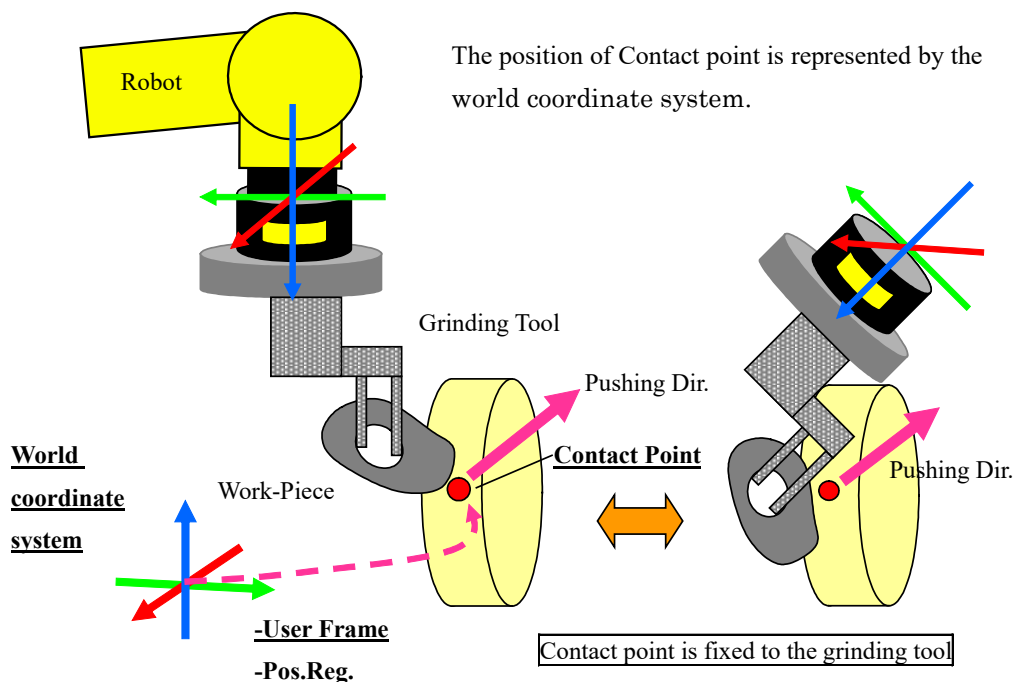 The position of Contact point is represented by the
world coordinate system.
Robot
Grinding Tool
Pushing Dir.
World
coordinate
system
Work-Piece
Contact Point
Pushing Dir.
-User Frame
-Pos.Reg.
Contact point is fixed to the grinding tool